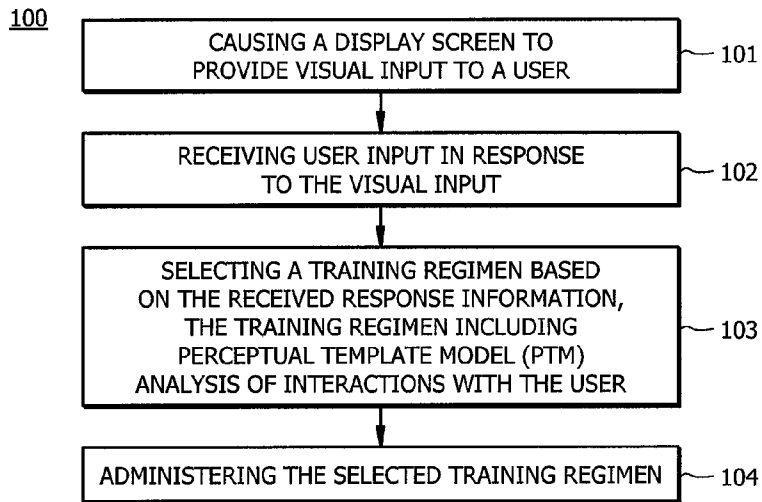 100
CAUSING A DISPLAY SCREEN TO
PROVIDE VISUAL INPUT TO A USER
101
RECEIVING USER INPUT IN RESPONSE
TO THE VISUAL INPUT
102
SELECTING A TRAINING REGIMEN BASED
ON THE RECEIVED RESPONSE INFORMATION,
THE TRAINING REGIMEN INCLUDING
PERCEPTUAL TEMPLATE MODEL (PTM)
ANALYSIS OF INTERACTIONS WITH THE USER
103
ADMINISTERING THE SELECTED TRAINING REGIMEN
104